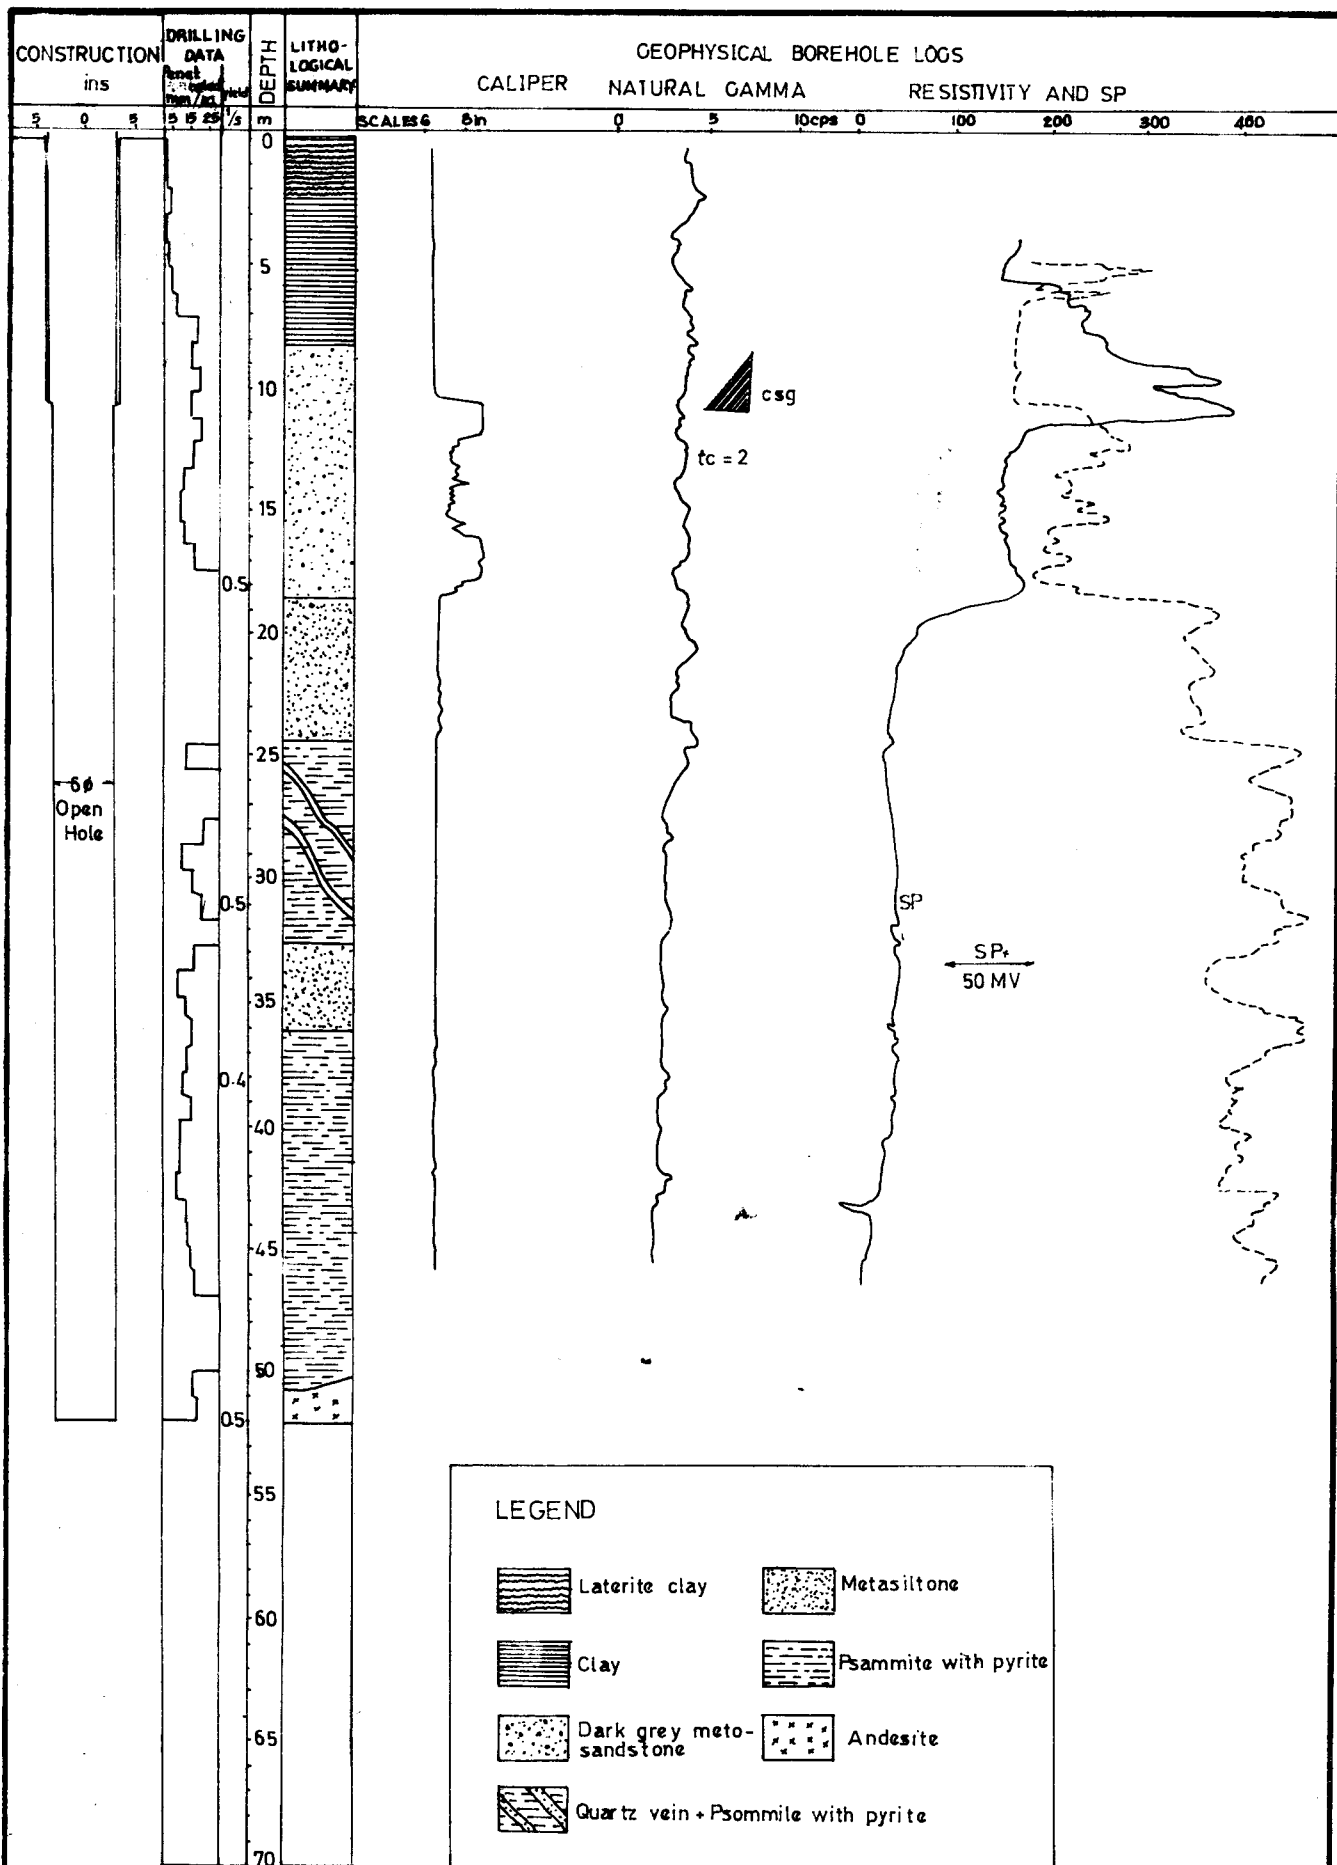 CONSTRUCTION
ins
DRILLING
DATA
Penet
mm/
yield
DEPTH
LITHO-
LOGICAL
SUMMARY
GEOPHYSICAL BOREHOLE LOGS
CALIPER NATURAL GAMMA RESISTIVITY AND SP
5 0 5 5 15 25 l/s m SCALES 6 8in 0 5 10cps 0 100 200 300 400
0
5
10
csg
tc = 2
15
0.5
20
25
6ϕ
Open
Hole
30
0.5
SP
SP+
50 MV
35
0.4
40
45
50
0.5
55
LEGEND
Laterite clay
Metasiltone
60
Clay
Psammite with pyrite
65
Dark grey meto-
sandstone
Andesite
Quartz vein + Psommile with pyrite
70